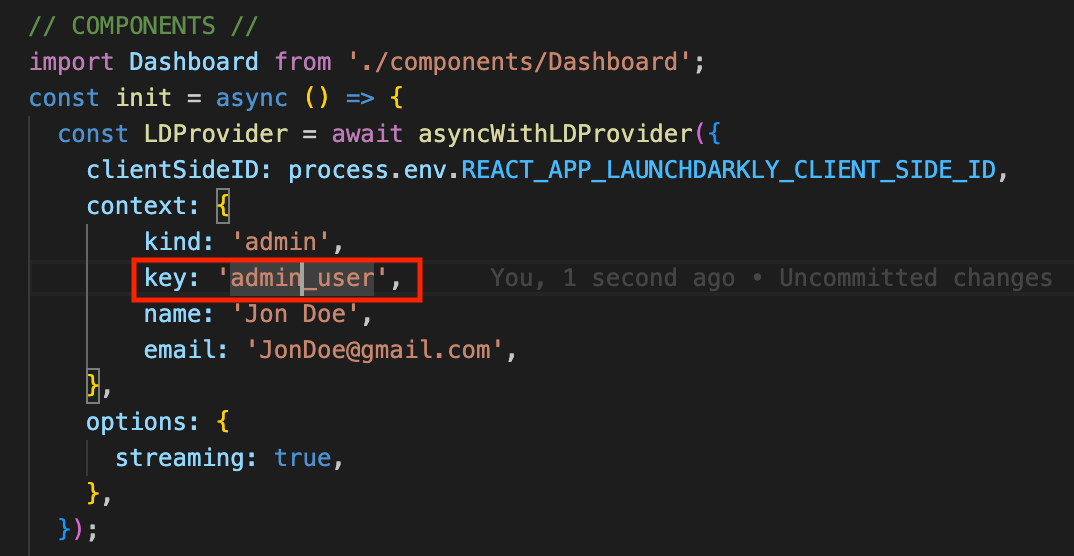 // COMPONENTS //
import Dashboard from './components/Dashboard';
const init = async () => {
  const LDProvider = await asyncWithLDProvider({
    clientSideID: process.env.REACT_APP_LAUNCHDARKLY_CLIENT_SIDE_ID,
    context: {
        kind: 'admin',
        key: 'admin_user',      You, 1 second ago • Uncommitted changes
        name: 'Jon Doe',
        email: 'JonDoe@gmail.com',
    },
    options: {
      streaming: true,
    },
  });